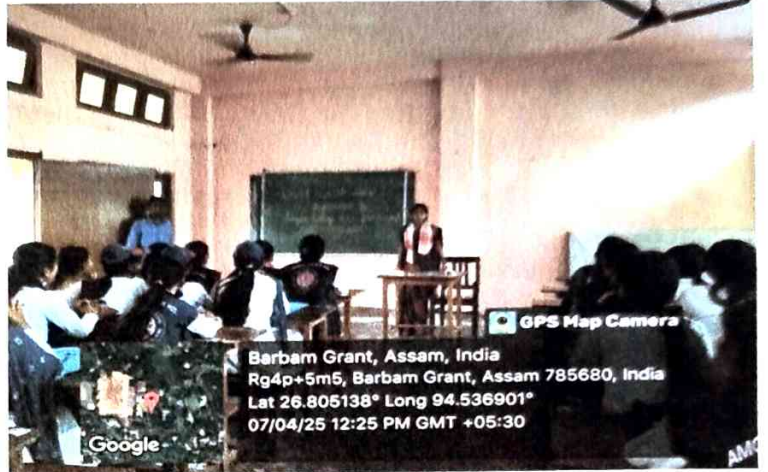 GPS Map Camera
Barbam Grant, Assam, India
Rg4p+5m5, Barbam Grant, Assam 785680, India
Lat 26.805138° Long 94.536901°
07/04/25 12:25 PM GMT +05:30
Google